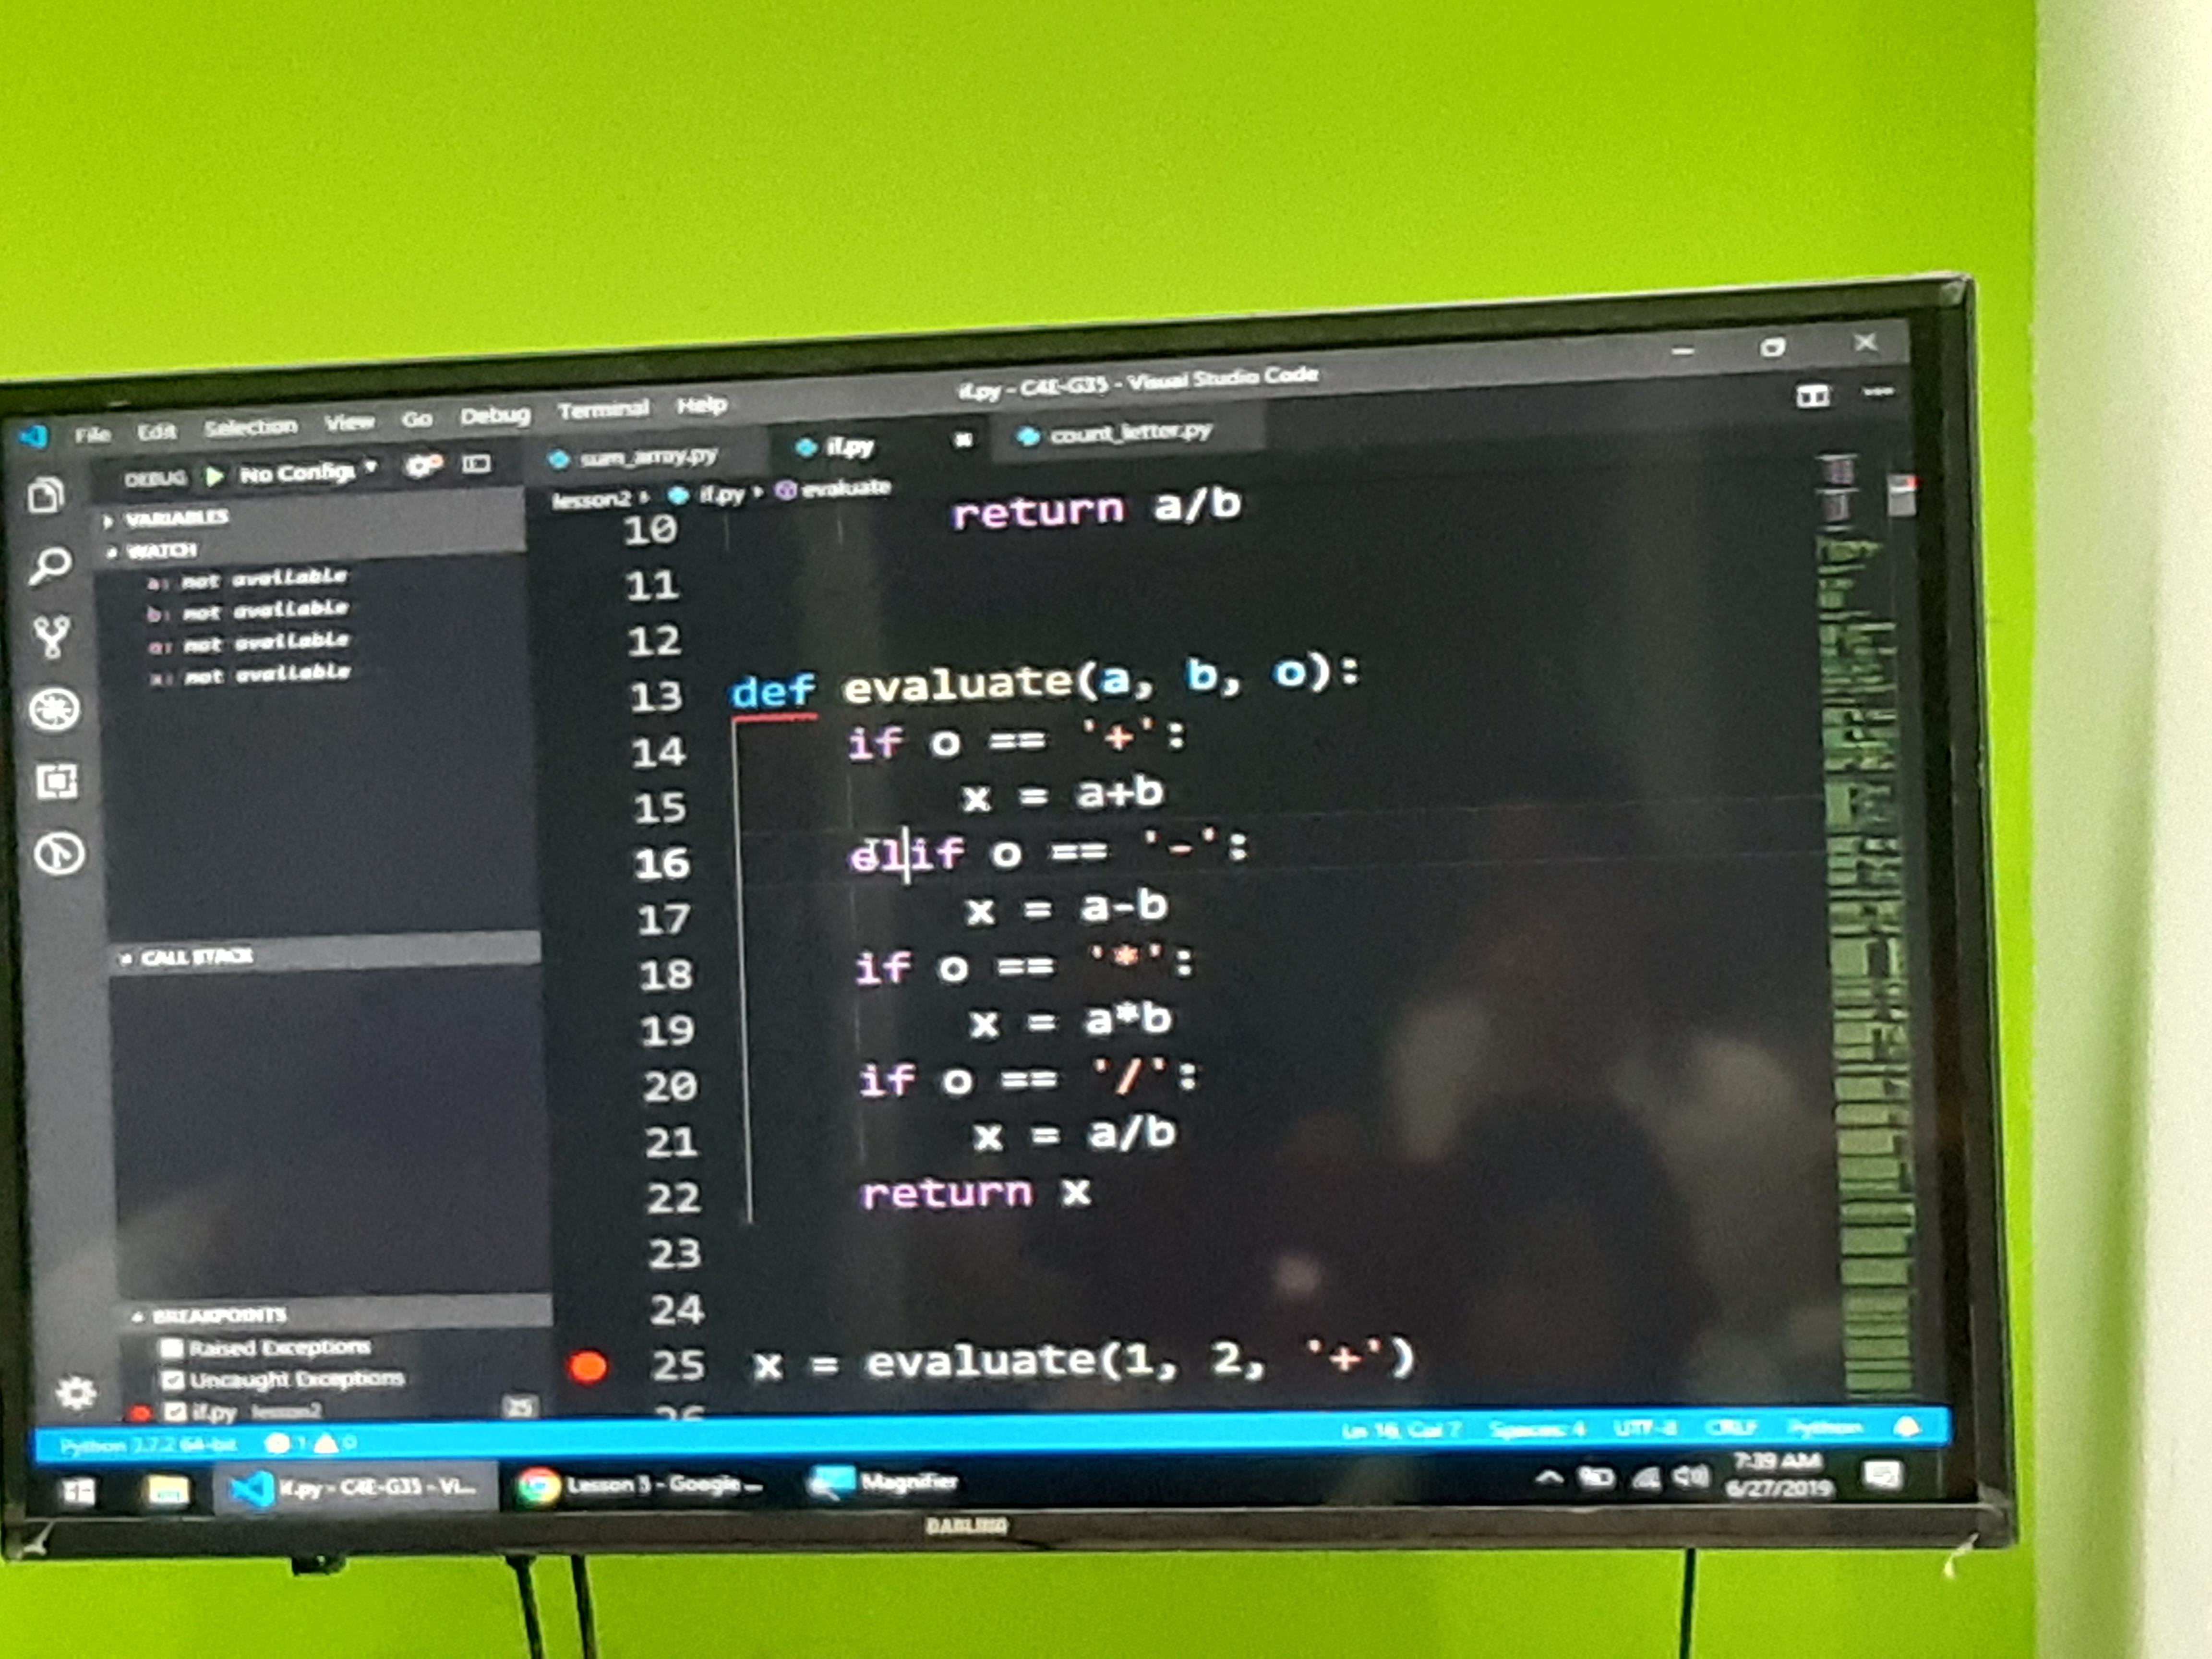 if.py - C4E-G35 - Visual Studio Code
File Edit Selection View Go Debug Terminal Help
DEBUG No Config
sum_array.py if.py count_letter.py
lesson2 if.py evaluate
VARIABLES
WATCH
a: not available
b: not available
o: not available
x: not available
CALL STACK
BREAKPOINTS
Raised Exceptions
Uncaught Exceptions
if.py lesson2 25
10 return a/b
11
12
13 def evaluate(a, b, o):
14 if o == '+':
15 x = a+b
16 elif o == '-':
17 x = a-b
18 if o == '*':
19 x = a*b
20 if o == '/':
21 x = a/b
22 return x
23
24
25 x = evaluate(1, 2, '+')
26
Python 3.7.2 64-bit 1 0 Ln 16, Col 7 Spaces: 4 UTF-8 CRLF Python
if.py - C4E-G35 - Vi... Lesson 3 - Google ... Magnifier
7:39 AM
6/27/2019
DARLING